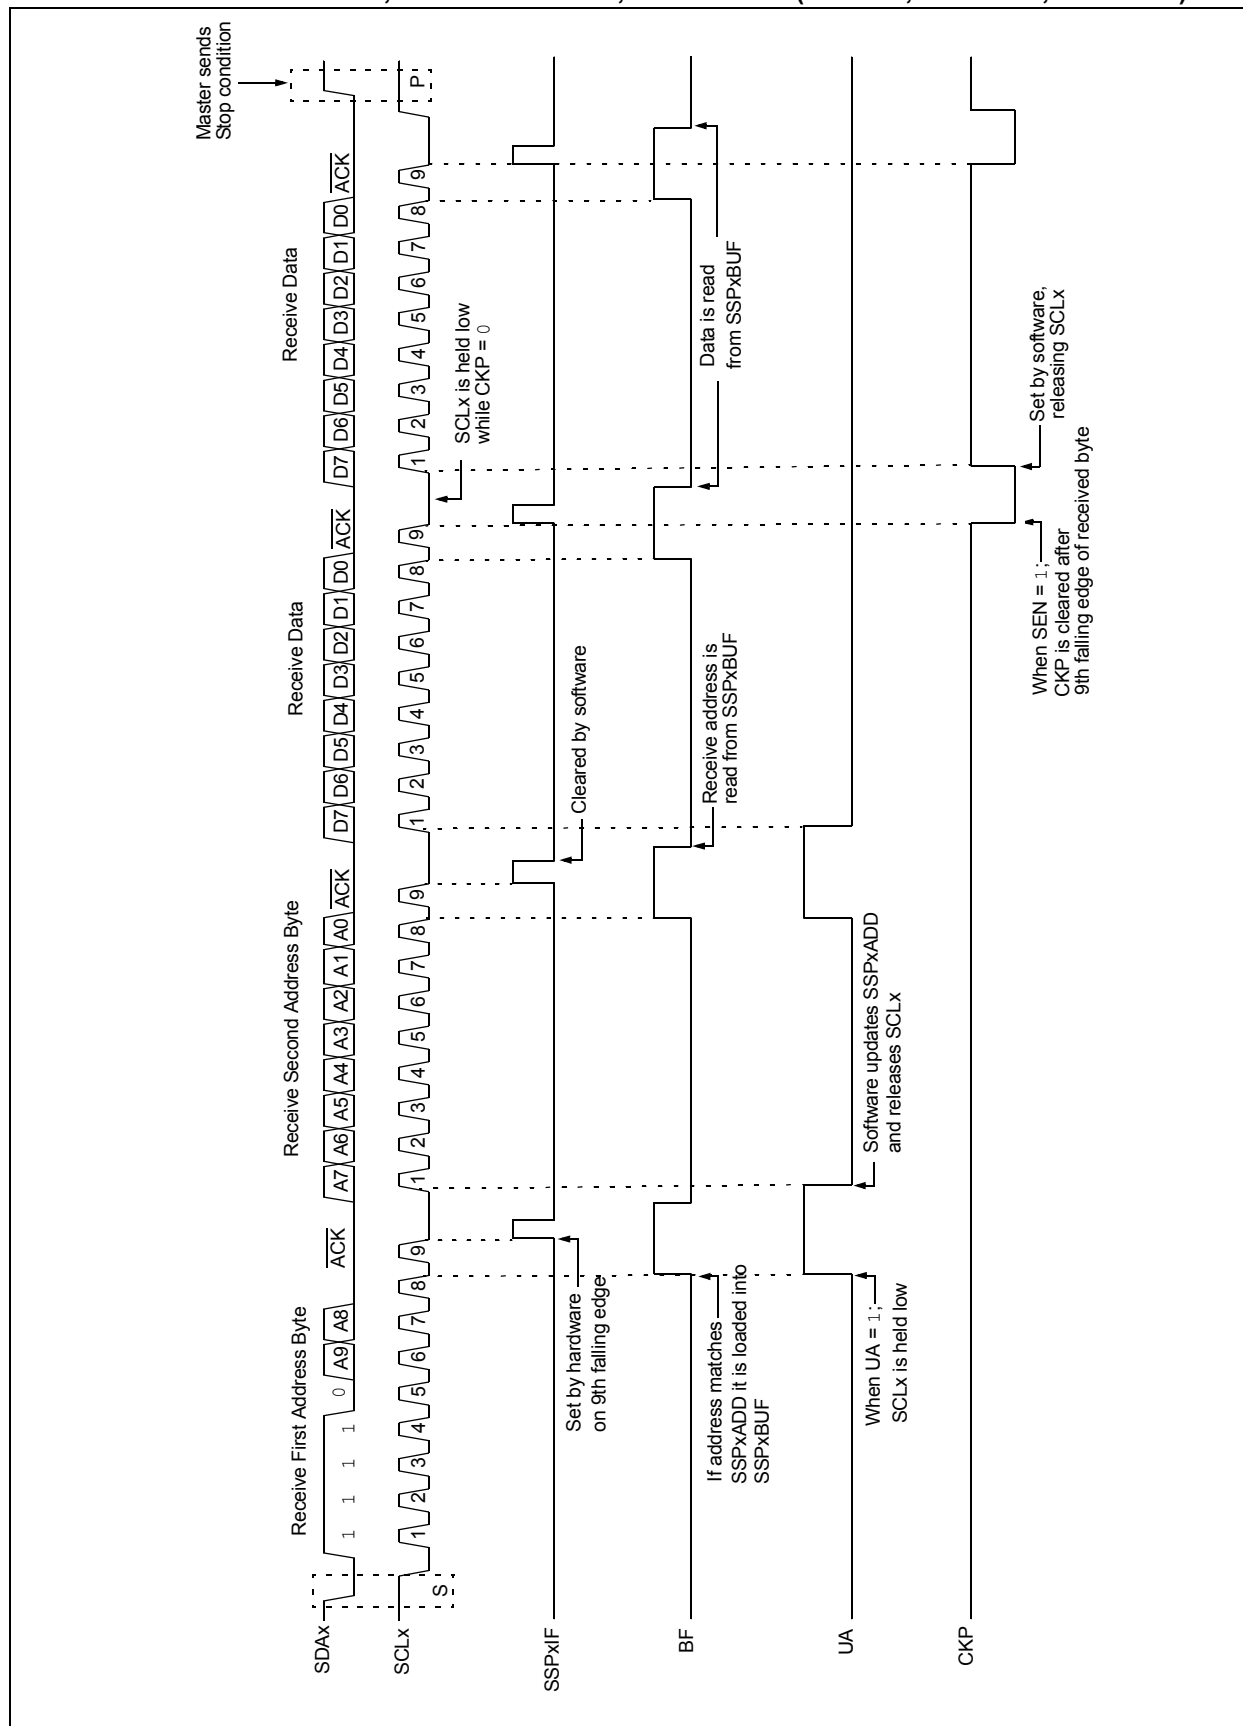 Master sends
Stop condition
Receive First Address Byte
Receive Second Address Byte
Receive Data
Receive Data
SDAx
1 1 1 1 0 A9 A8
ACK
A7 A6 A5 A4 A3 A2 A1 A0 ACK
D7 D6 D5 D4 D3 D2 D1 D0 ACK
D7 D6 D5 D4 D3 D2 D1 D0 ACK
SCLx
S
1 2 3 4 5 6 7 8 9
1 2 3 4 5 6 7 8 9
1 2 3 4 5 6 7 8 9
1 2 3 4 5 6 7 8 9
P
SCLx is held low
while CKP = 0
SSPxIF
Set by hardware
on 9th falling edge
Cleared by software
BF
If address matches
SSPxADD it is loaded into
SSPxBUF
Receive address is
read from SSPxBUF
Data is read
from SSPxBUF
UA
When UA = 1;
SCLx is held low
Software updates SSPxADD
and releases SCLx
CKP
When SEN = 1;
CKP is cleared after
9th falling edge of received byte
Set by software,
releasing SCLx